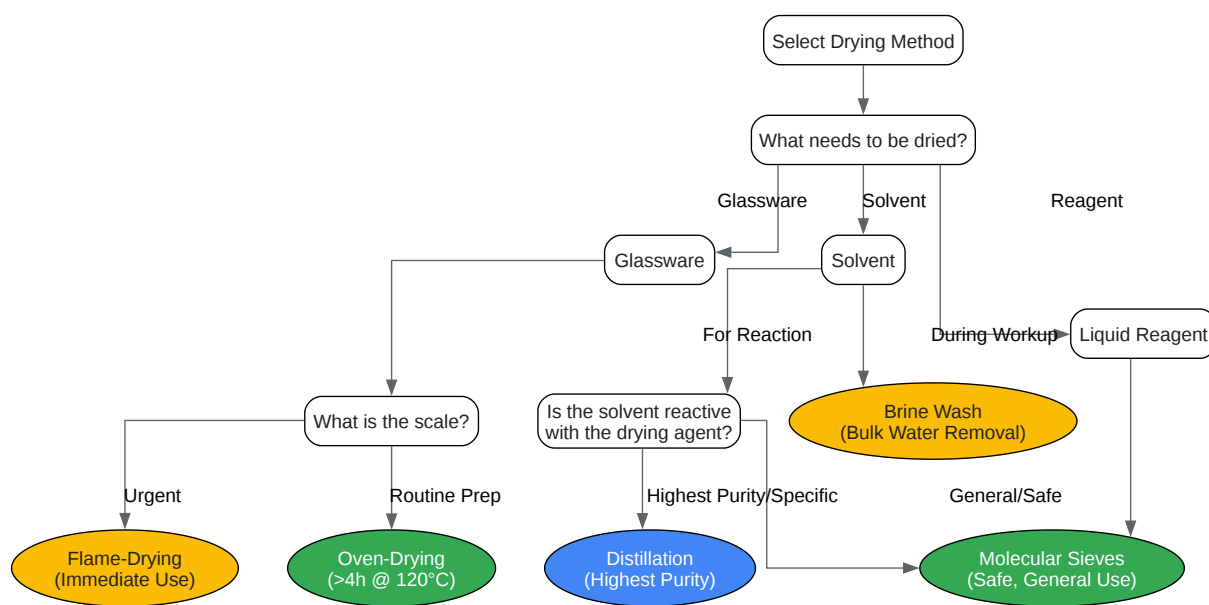 Select Drying Method
What needs to be dried?
Glassware
Solvent
Reagent
Glassware
Solvent
For Reaction
During Workup
Liquid Reagent
What is the scale?
Is the solvent reactive
with the drying agent?
Brine Wash
(Bulk Water Removal)
Urgent
Routine Prep
Highest Purity/Specific
General/Safe
Flame-Drying
(Immediate Use)
Oven-Drying
(>4h @ 120°C)
Distillation
(Highest Purity)
Molecular Sieves
(Safe, General Use)